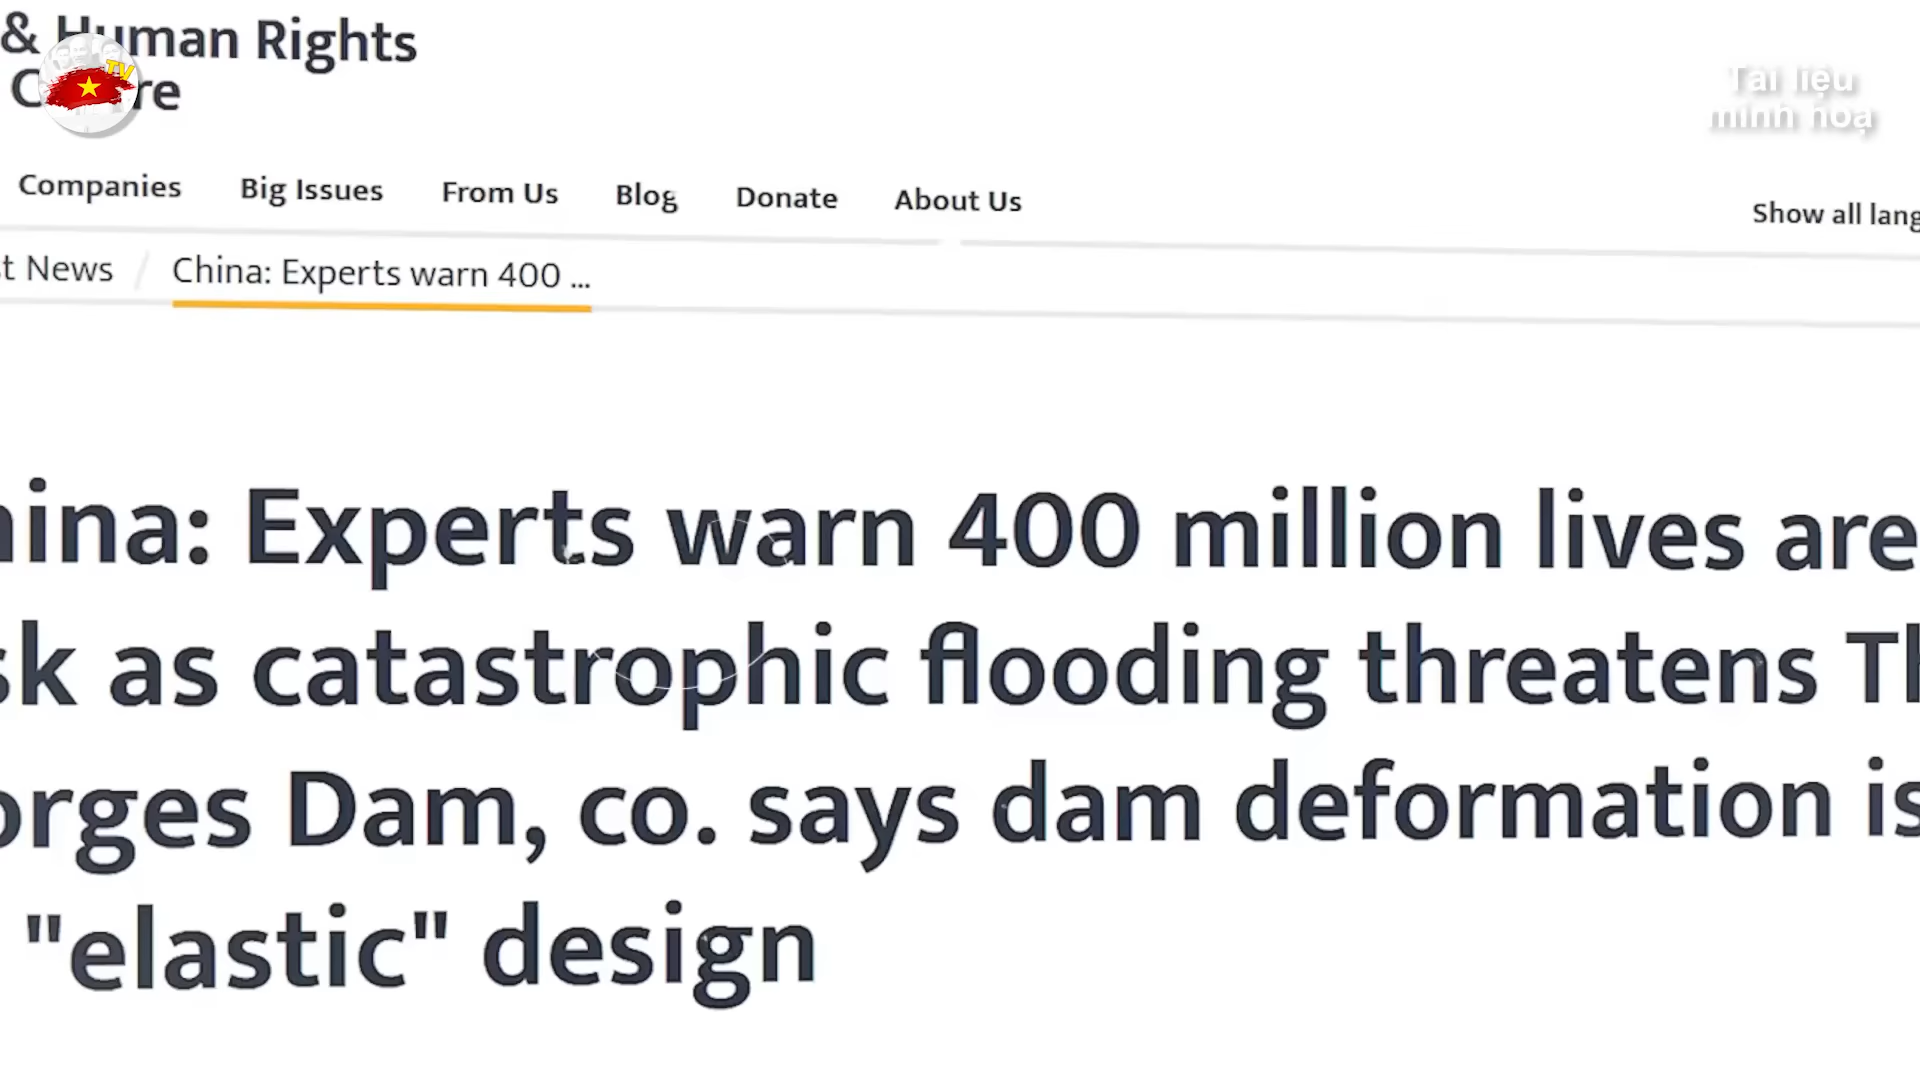 & Human Rights
TV
Tài liệu
minh hoạ
Companies Big Issues From Us Blog Donate About Us
Show all lang
t News / China: Experts warn 400 ...
hina: Experts warn 400 million lives are
sk as catastrophic flooding threatens Th
orges Dam, co. says dam deformation is
"elastic" design